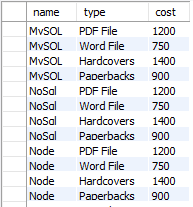 name type cost
MySQL PDF File 1200
MySQL Word File 750
MySQL Hardcovers 1400
MySQL Paperbacks 900
NoSql PDF File 1200
NoSql Word File 750
NoSql Hardcovers 1400
NoSql Paperbacks 900
Node PDF File 1200
Node Word File 750
Node Hardcovers 1400
Node Paperbacks 900